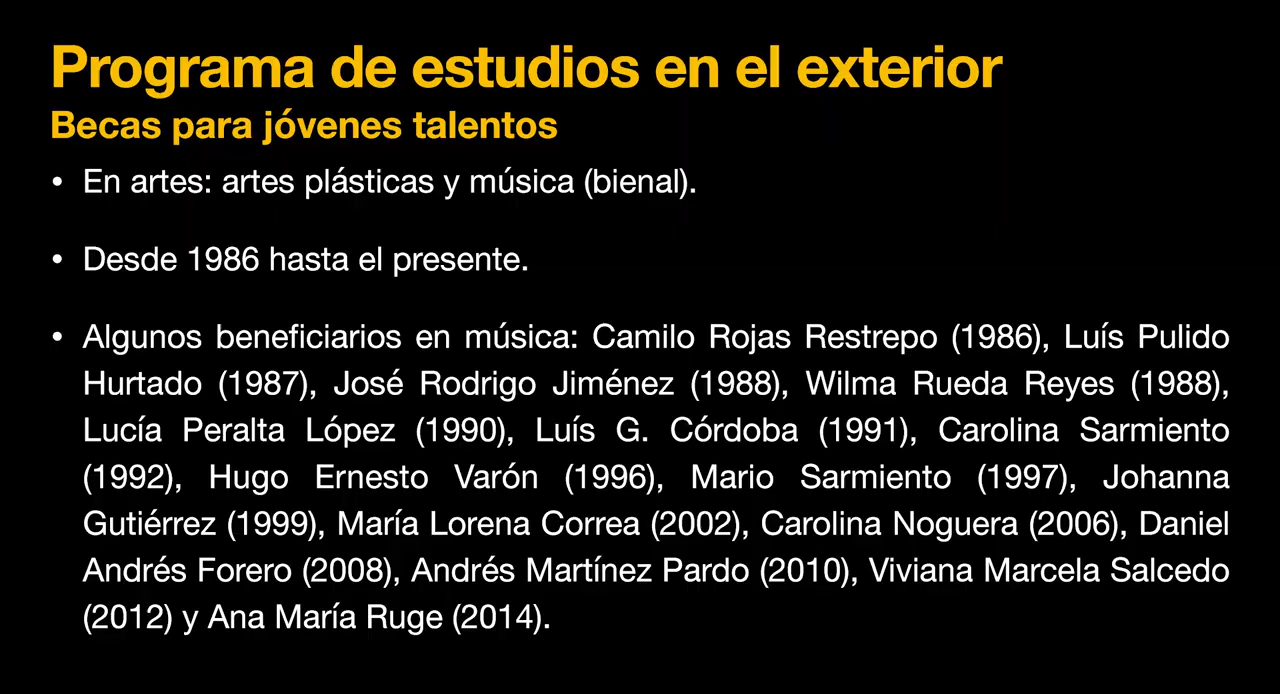 Programa de estudios en el exterior
Becas para jóvenes talentos
• En artes: artes plásticas y música (bienal).
• Desde 1986 hasta el presente.
• Algunos beneficiarios en música: Camilo Rojas Restrepo (1986), Luís Pulido
Hurtado (1987), José Rodrigo Jiménez (1988), Wilma Rueda Reyes (1988),
Lucía Peralta López (1990), Luís G. Córdoba (1991), Carolina Sarmiento
(1992), Hugo Ernesto Varón (1996), Mario Sarmiento (1997), Johanna
Gutiérrez (1999), María Lorena Correa (2002), Carolina Noguera (2006), Daniel
Andrés Forero (2008), Andrés Martínez Pardo (2010), Viviana Marcela Salcedo
(2012) y Ana María Ruge (2014).